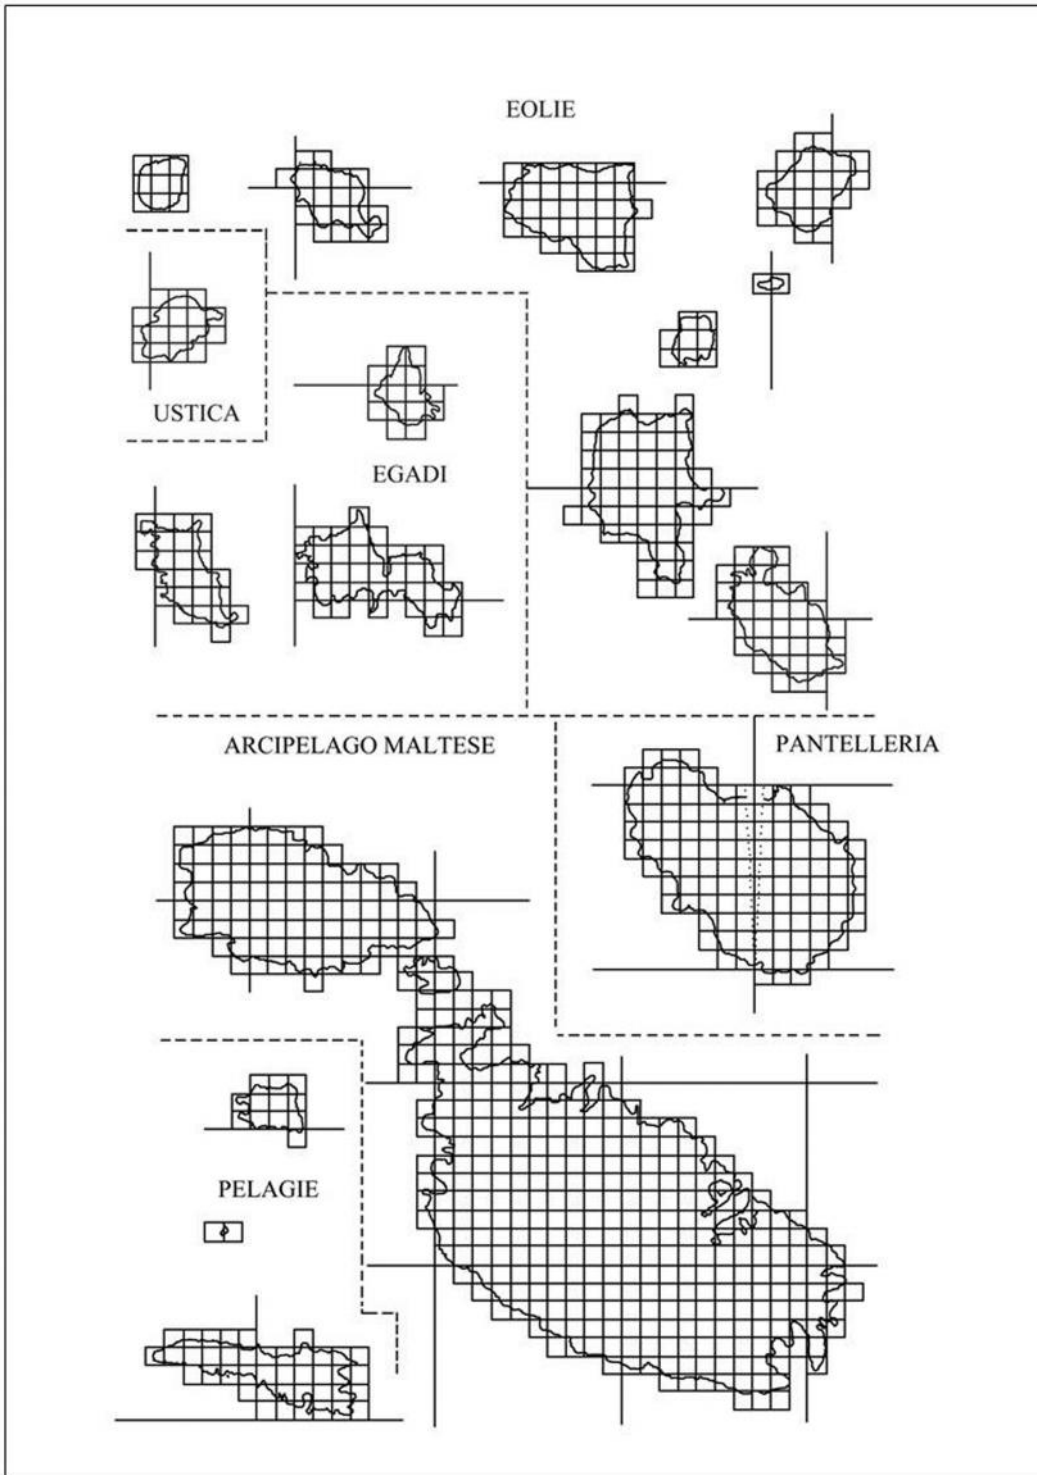 EOLIE
USTICA
EGADI
ARCIPELAGO MALTESE
PANTELLERIA
PELAGIE